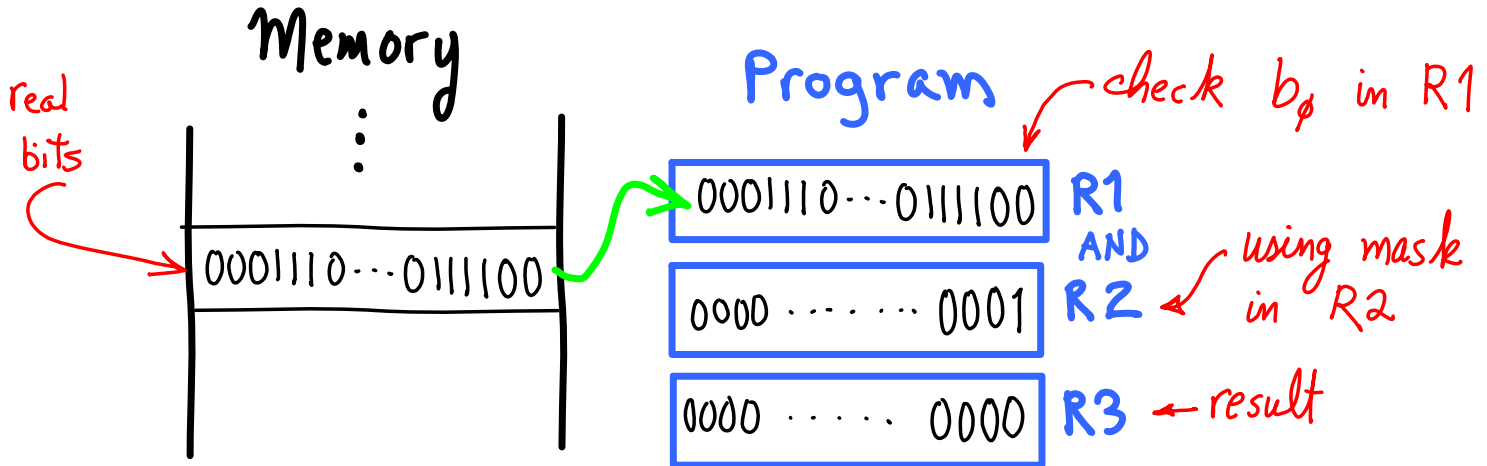 Memory
real
bits
⋮
0001110···0111100
Program
check bϕ in R1
0001110···0111100
R1
AND
0000 ······· 0001
R2
using mask
in R2
0000 ······ 0000
R3
result